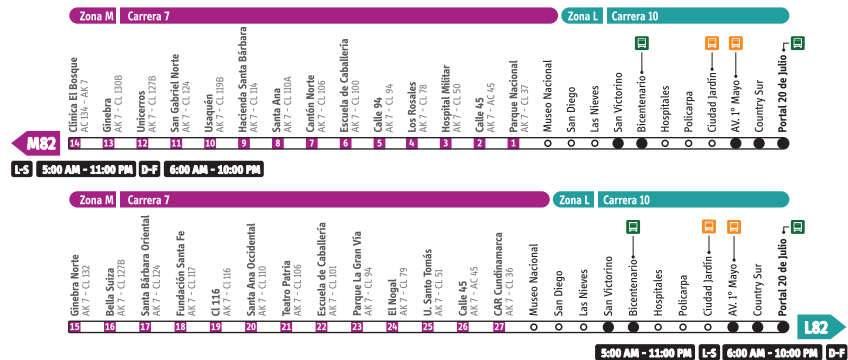 Zona M Carrera 7 Zona L Carrera 10
Clínica El Bosque
AC 134 - AK 7
Ginebra
AK 7 - CL 130B
Unicerros
AK 7 - CL 127B
San Gabriel Norte
AK 7 - CL 124
Usaquén
AK 7 - CL 119B
Hacienda Santa Bárbara
AK 7 - CL 114
Santa Ana
AK 7 - CL 110A
Cantón Norte
AK 7 - CL 106
Escuela de Caballería
AK 7 - CL 100
Calle 94
AK 7 - CL 94
Los Rosales
AK 7 - CL 78
Hospital Militar
AK 7 - CL 50
Calle 45
AK 7 - AC 45
Parque Nacional
AK 7 - CL 37
Museo Nacional
San Diego
Las Nieves
San Victorino
Bicentenario
Hospitales
Policarpa
Ciudad Jardín
AV. 1° Mayo
Country Sur
Portal 20 de Julio
M82 14 13 12 11 10 9 8 7 6 5 4 3 2 1
L-S 5:00 AM - 11:00 PM D-F 6:00 AM - 10:00 PM
Zona M Carrera 7 Zona L Carrera 10
Ginebra Norte
AK 7 - CL 132
Bella Suiza
AK 7 - CL 127B
Santa Bárbara Oriental
AK 7 - CL 124
Fundación Santa Fe
AK 7 - CL 117
Cl 116
AK 7 - CL 116
Santa Ana Occidental
AK 7 - CL 110
Teatro Patria
AK 7 - CL 106
Escuela de Caballería
AK 7 - CL 101
Parque La Gran Vía
AK 7 - CL 94
El Nogal
AK 7 - CL 79
U. Santo Tomás
AK 7 - CL 51
Calle 45
AK 7 - AC 45
CAR Cundinamarca
AK 7 - CL 36
Museo Nacional
San Diego
Las Nieves
San Victorino
Bicentenario
Hospitales
Policarpa
Ciudad Jardín
AV. 1° Mayo
Country Sur
Portal 20 de Julio
15 16 17 18 19 20 21 22 23 24 25 26 27 L82
5:00 AM - 11:00 PM L-S 6:00 AM - 10:00 PM D-F